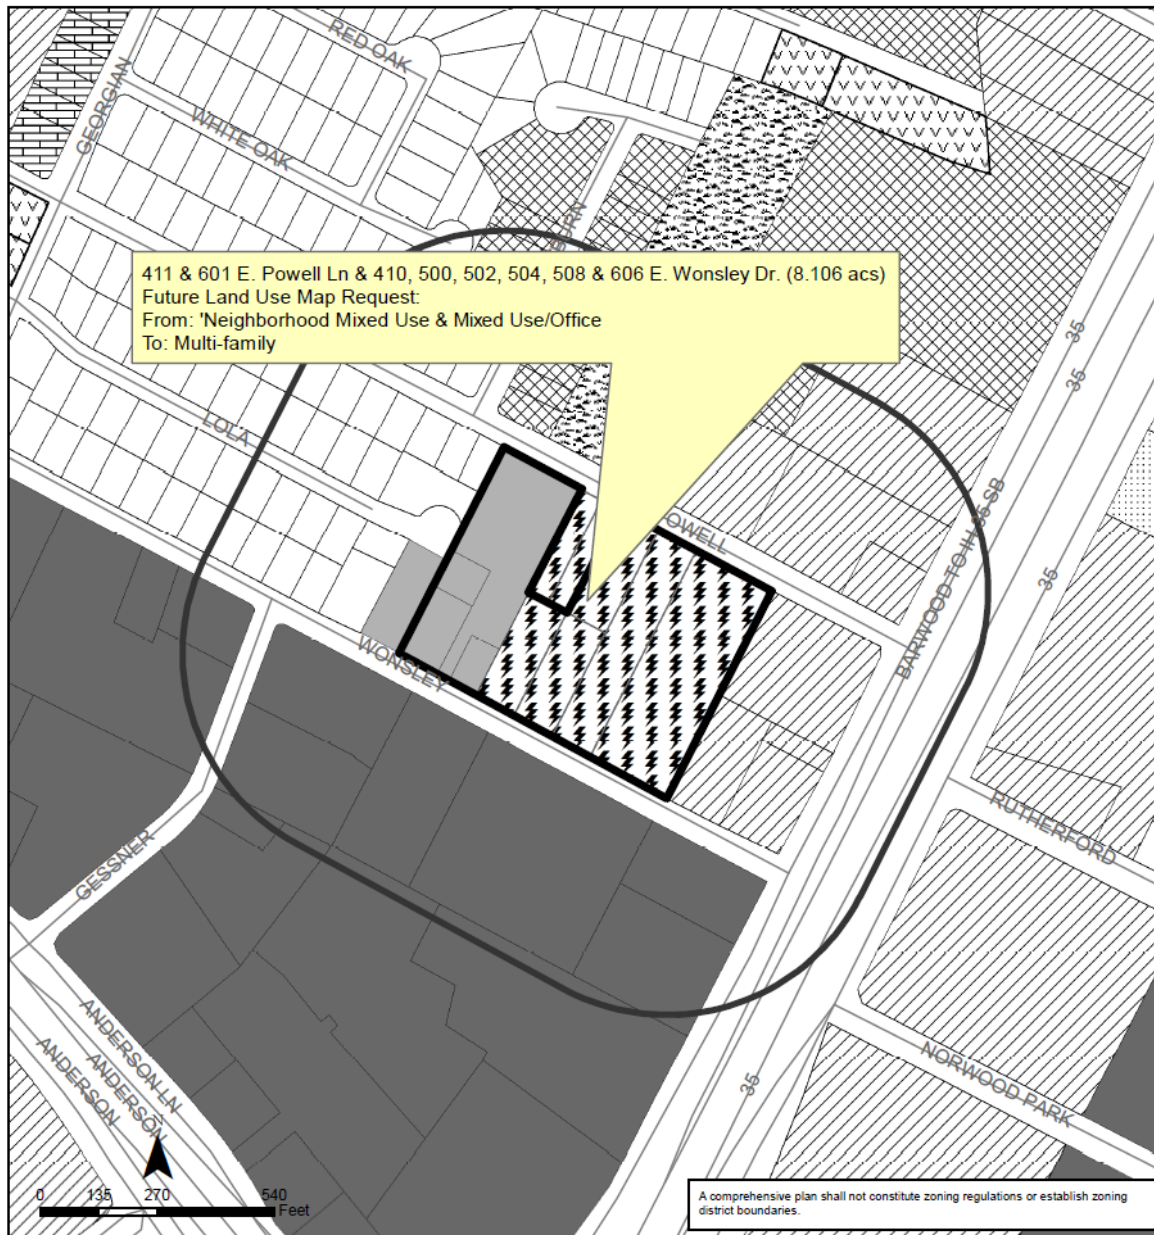 RED OAK
GEORGIAN
WHITE OAK
BURN
411 & 601 E. Powell Ln & 410, 500, 502, 504, 508 & 606 E. Wonsley Dr. (8.106 acs)
Future Land Use Map Request:
From: 'Neighborhood Mixed Use & Mixed Use/Office
To: Multi-family
35
35
LOLA
OWELL
BARWOOD TO IH 35 SB
35
WONSLEY
RUTHERFORD
GESSNER
ANDERSON LN
ANDERSON
ANDERSON
NORWOOD PARK
35
N
0 135 270 540
Feet
A comprehensive plan shall not constitute zoning regulations or establish zoning
district boundaries.